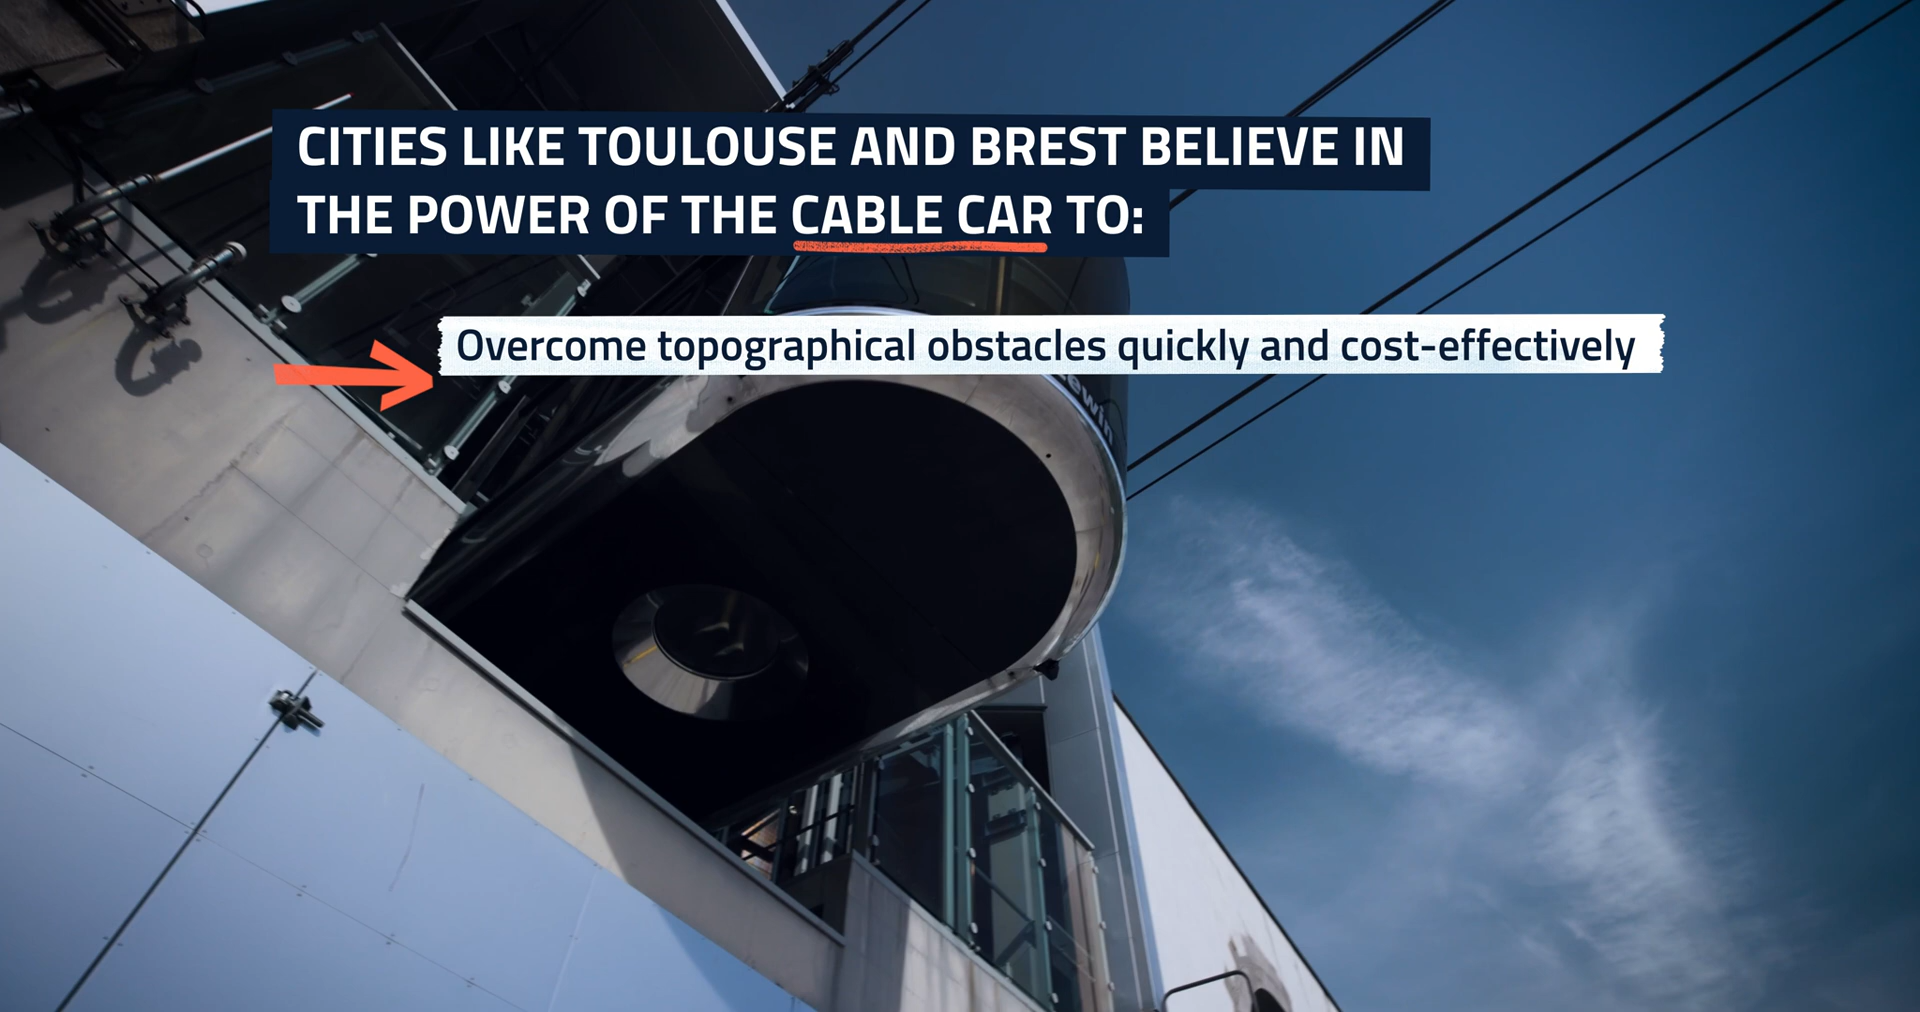 CITIES LIKE TOULOUSE AND BREST BELIEVE IN
THE POWER OF THE CABLE CAR TO:
Overcome topographical obstacles quickly and cost-effectively